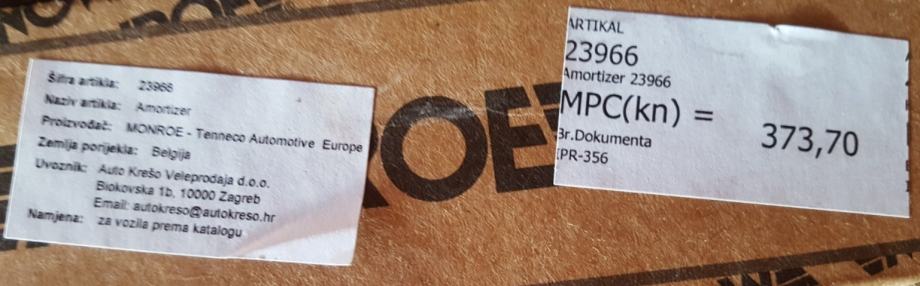 Šifra artikla: 23966
Naziv artikla: Amortizer
Proizvođač: MONROE - Tenneco Automotive Europe
Zemlja porijekla: Belgija
Uvoznik: Auto Krešo Veleprodaja d.o.o.
Biokovska 1b, 10000 Zagreb
Email: autokreso@autokreso.hr
Namjena: za vozila prema katalogu
ROE
ARTIKAL
23966
Amortizer 23966
MPC(kn) = 373,70
Br.Dokumenta
PR-356